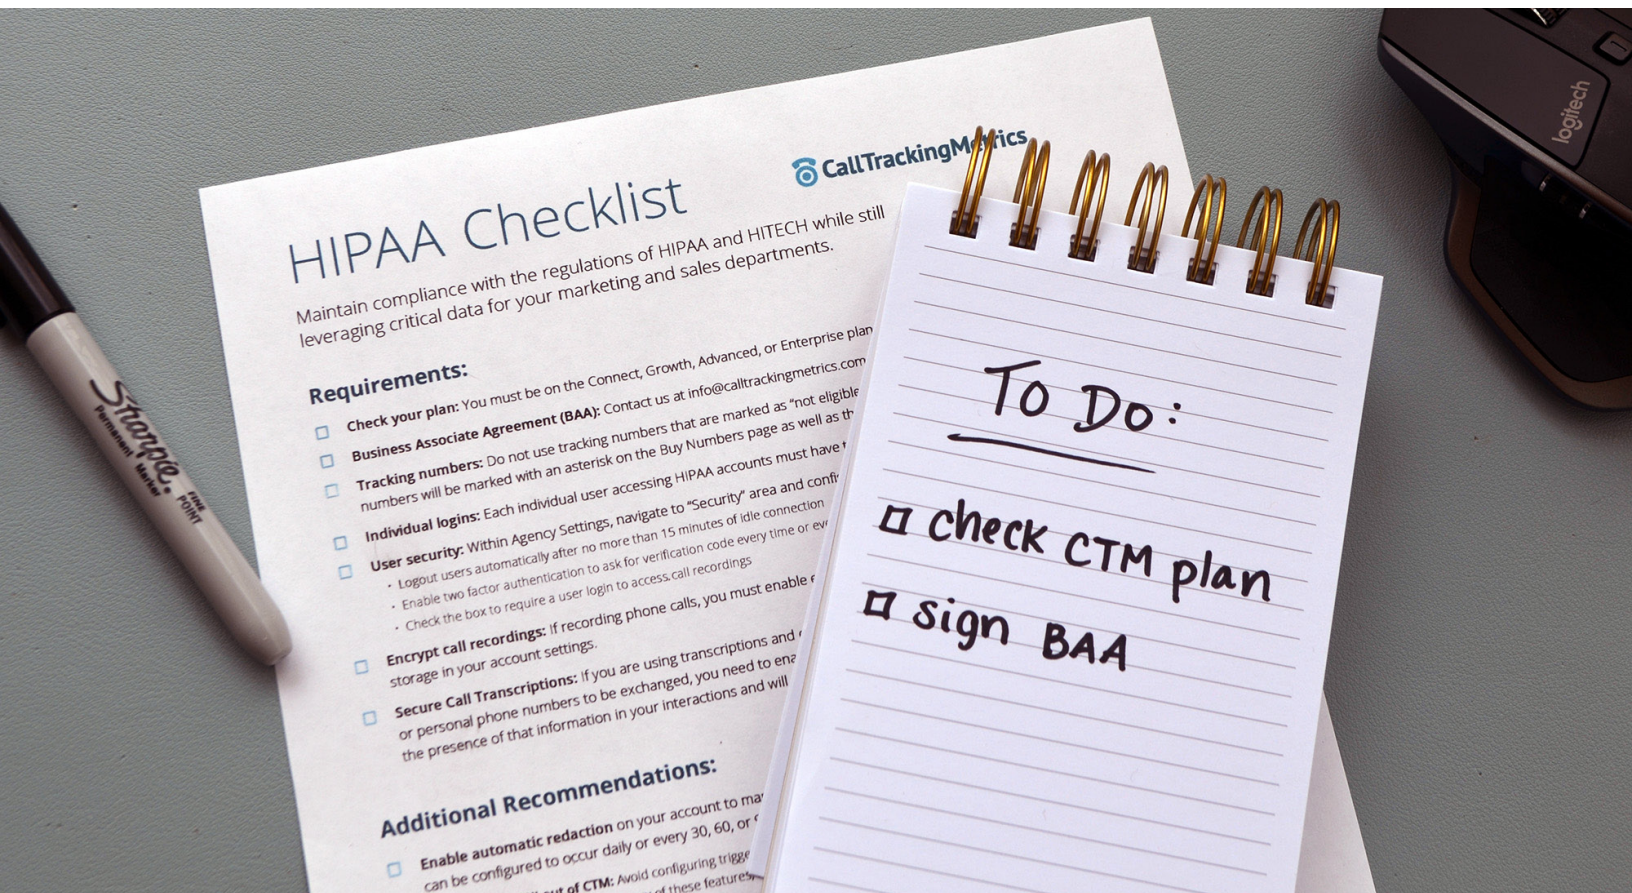 CallTrackingMetrics
HIPAA Checklist
Maintain compliance with the regulations of HIPAA and HITECH while still
leveraging critical data for your marketing and sales departments.
Requirements:
Check your plan: You must be on the Connect, Growth, Advanced, or Enterprise plan
Business Associate Agreement (BAA): Contact us at info@calltrackingmetrics.com
Tracking numbers: Do not use tracking numbers that are marked as "not eligible
numbers will be marked with an asterisk on the Buy Numbers page as well as
Individual logins: Each individual user accessing HIPAA accounts must have
User security: Within Agency Settings, navigate to "Security" area and
• Logout users automatically after no more than 15 minutes of idle connection
• Enable two factor authentication to ask for verification code every time or
• Check the box to require a user login to access call recordings
Encrypt call recordings: If recording phone calls, you must enable
storage in your account settings.
Secure Call Transcriptions: If you are using transcriptions and
or personal phone numbers to be exchanged, you need to
the presence of that information in your interactions and will
Additional Recommendations:
Enable automatic redaction on your account to
can be configured to occur daily or every 30, 60, or
out of CTM: Avoid configuring
of these features,
To Do:
check CTM plan
sign BAA
Sharpie.
Permanent Marker
FINE
POINT
logitech